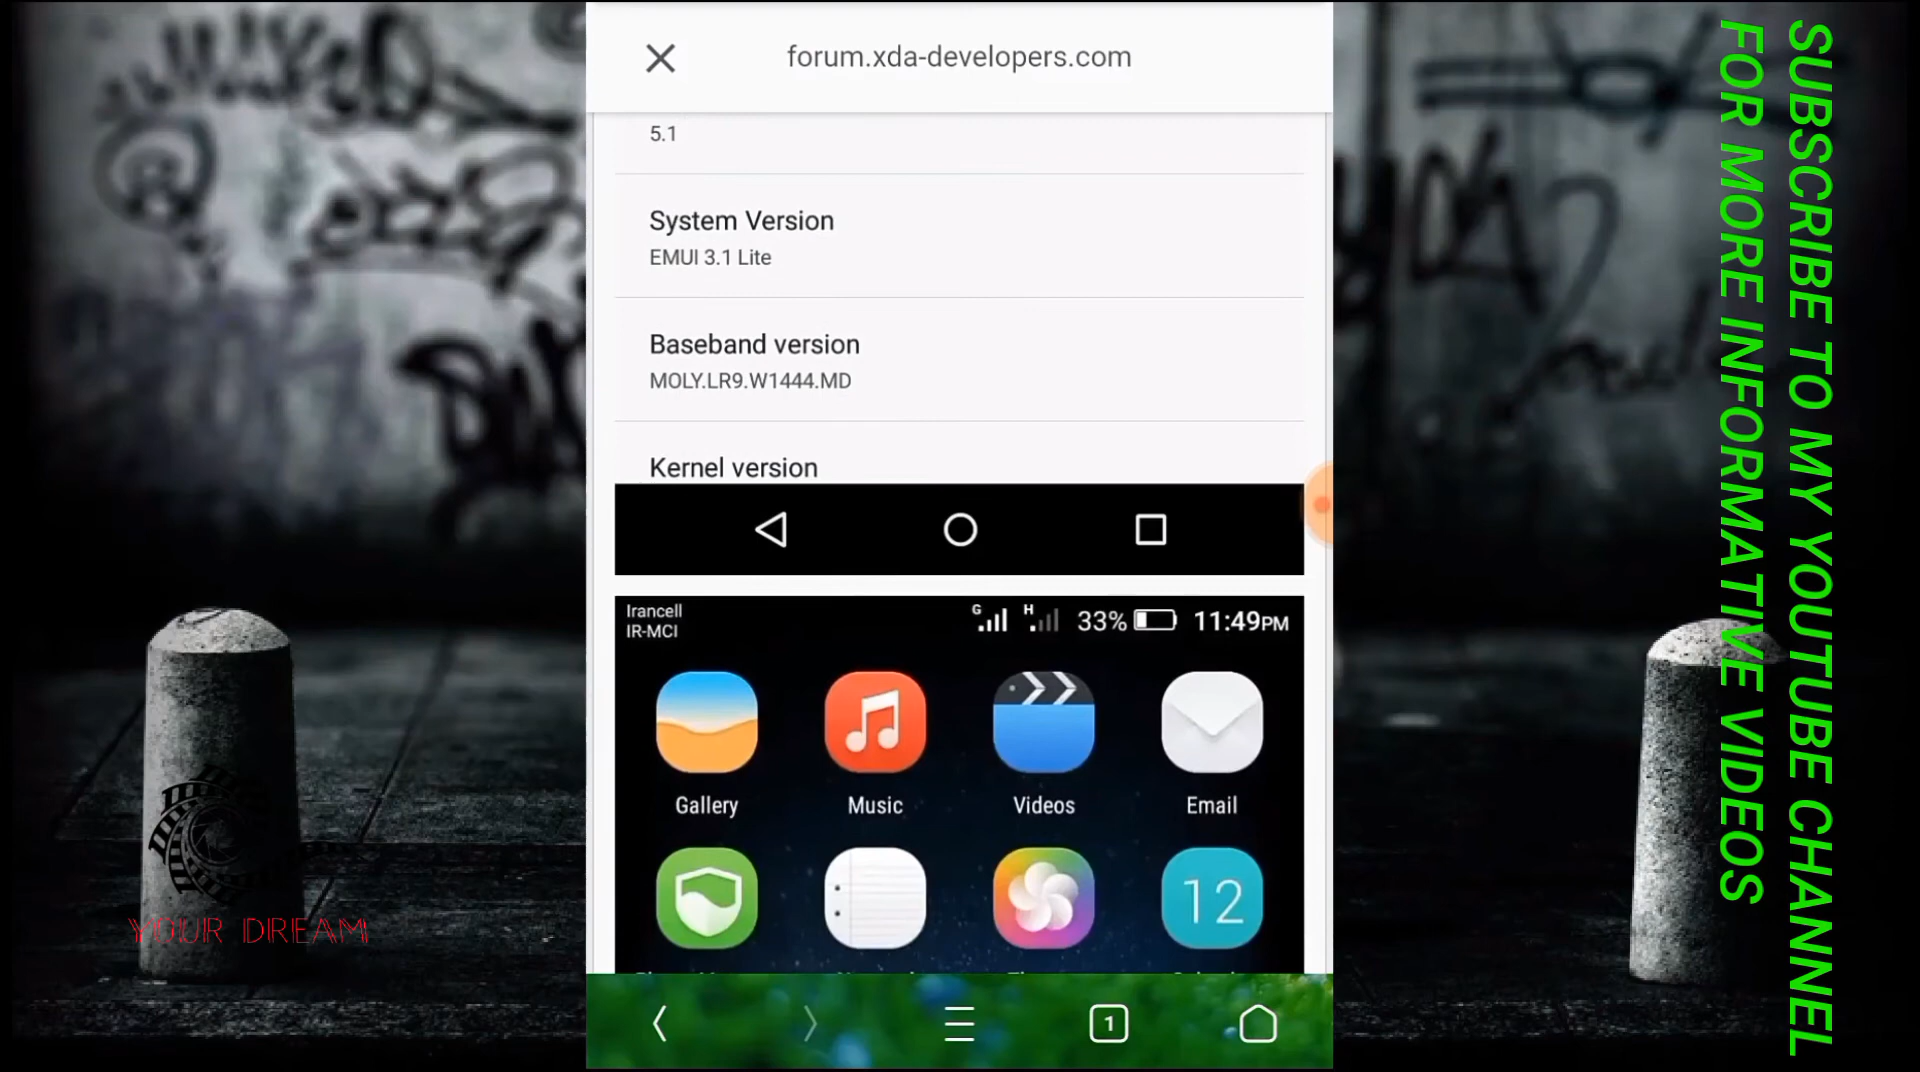 forum.xda-developers.com
5.1
System Version
EMUI 3.1 Lite
Baseband version
MOLY.LR9.W1444.MD
Kernel version
Irancell
IR-MCI
G H 33% 11:49PM
Gallery Music Videos Email
12
1
YOUR DREAM
SUBSCRIBE TO MY YOUTUBE CHANNEL
FOR MORE INFORMATIVE VIDEOS